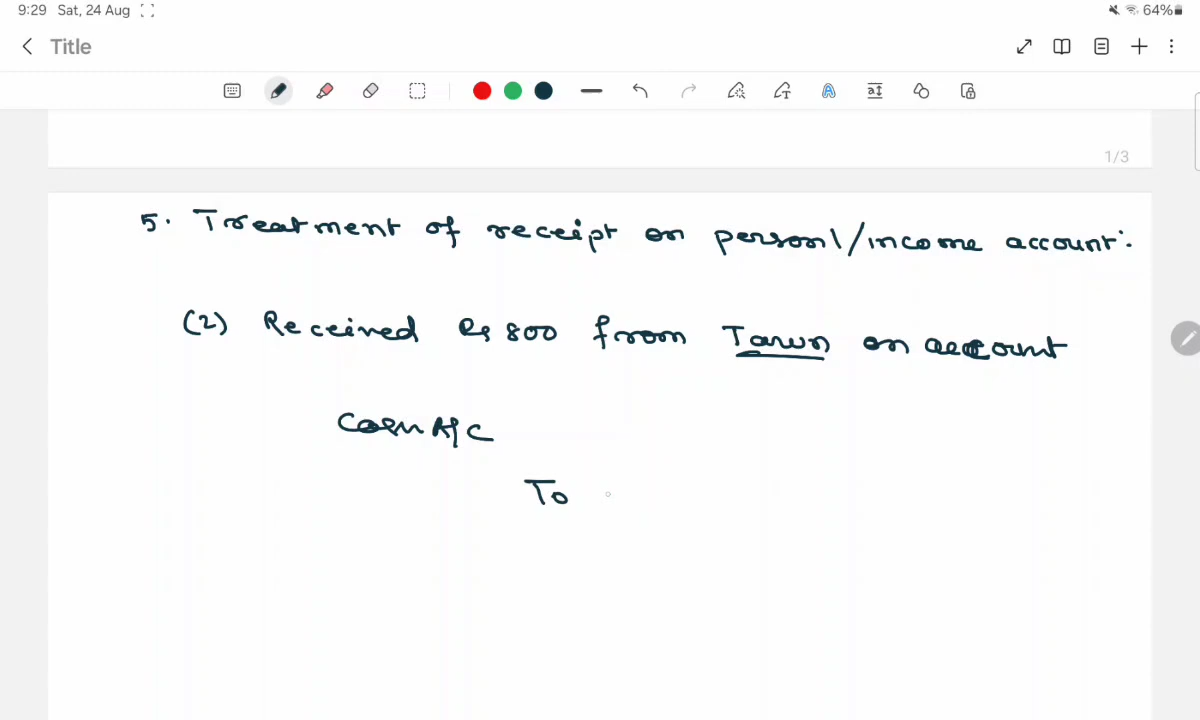 9:29 Sat, 24 Aug 64%
Title
1/3
5. Treatment of receipt on personl/income account:
(2) Received Rs 800 from Tarun on account
Cash A/C
To